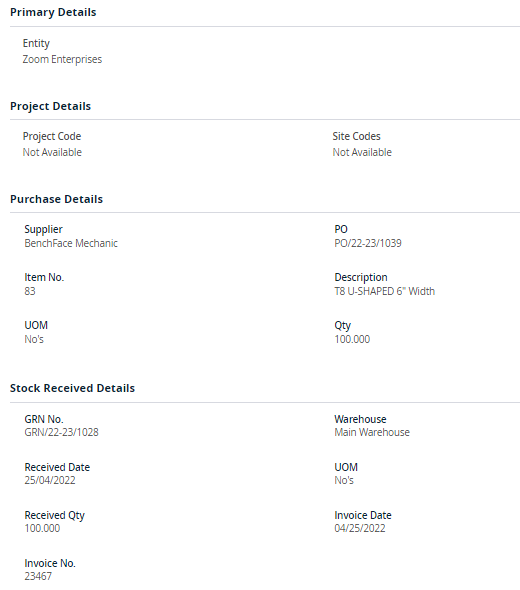 Primary Details
Entity
Zoom Enterprises
Project Details
Project Code
Site Codes
Not Available
Not Available
Purchase Details
Supplier
PO
BenchFace Mechanic
PO/22-23/1039
Item No.
Description
83
T8 U-SHAPED 6" Width
UOM
Qty
No's
100.000
Stock Received Details
GRN No.
Warehouse
GRN/22-23/1028
Main Warehouse
Received Date
UOM
25/04/2022
No's
Received Qty
Invoice Date
100.000
04/25/2022
Invoice No.
23467